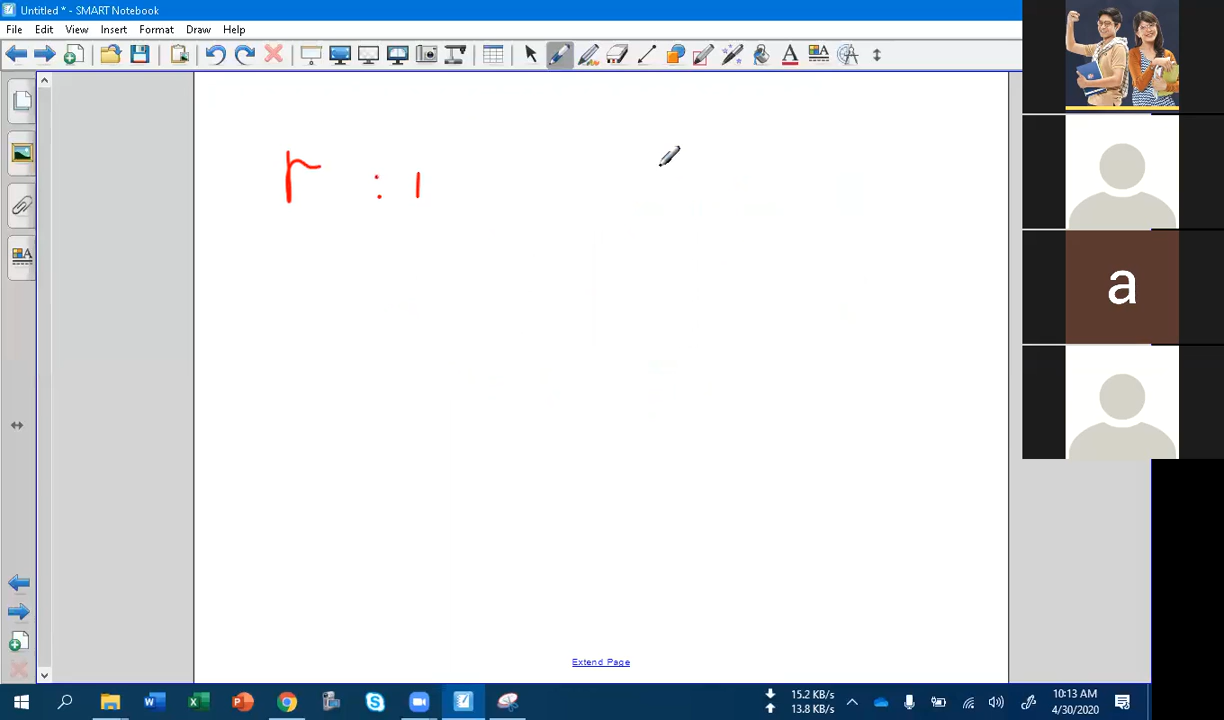 Untitled * - SMART Notebook
File Edit View Insert Format Draw Help
r : 1
a
Extend Page
15.2 KB/s
13.8 KB/s
10:13 AM
4/30/2020